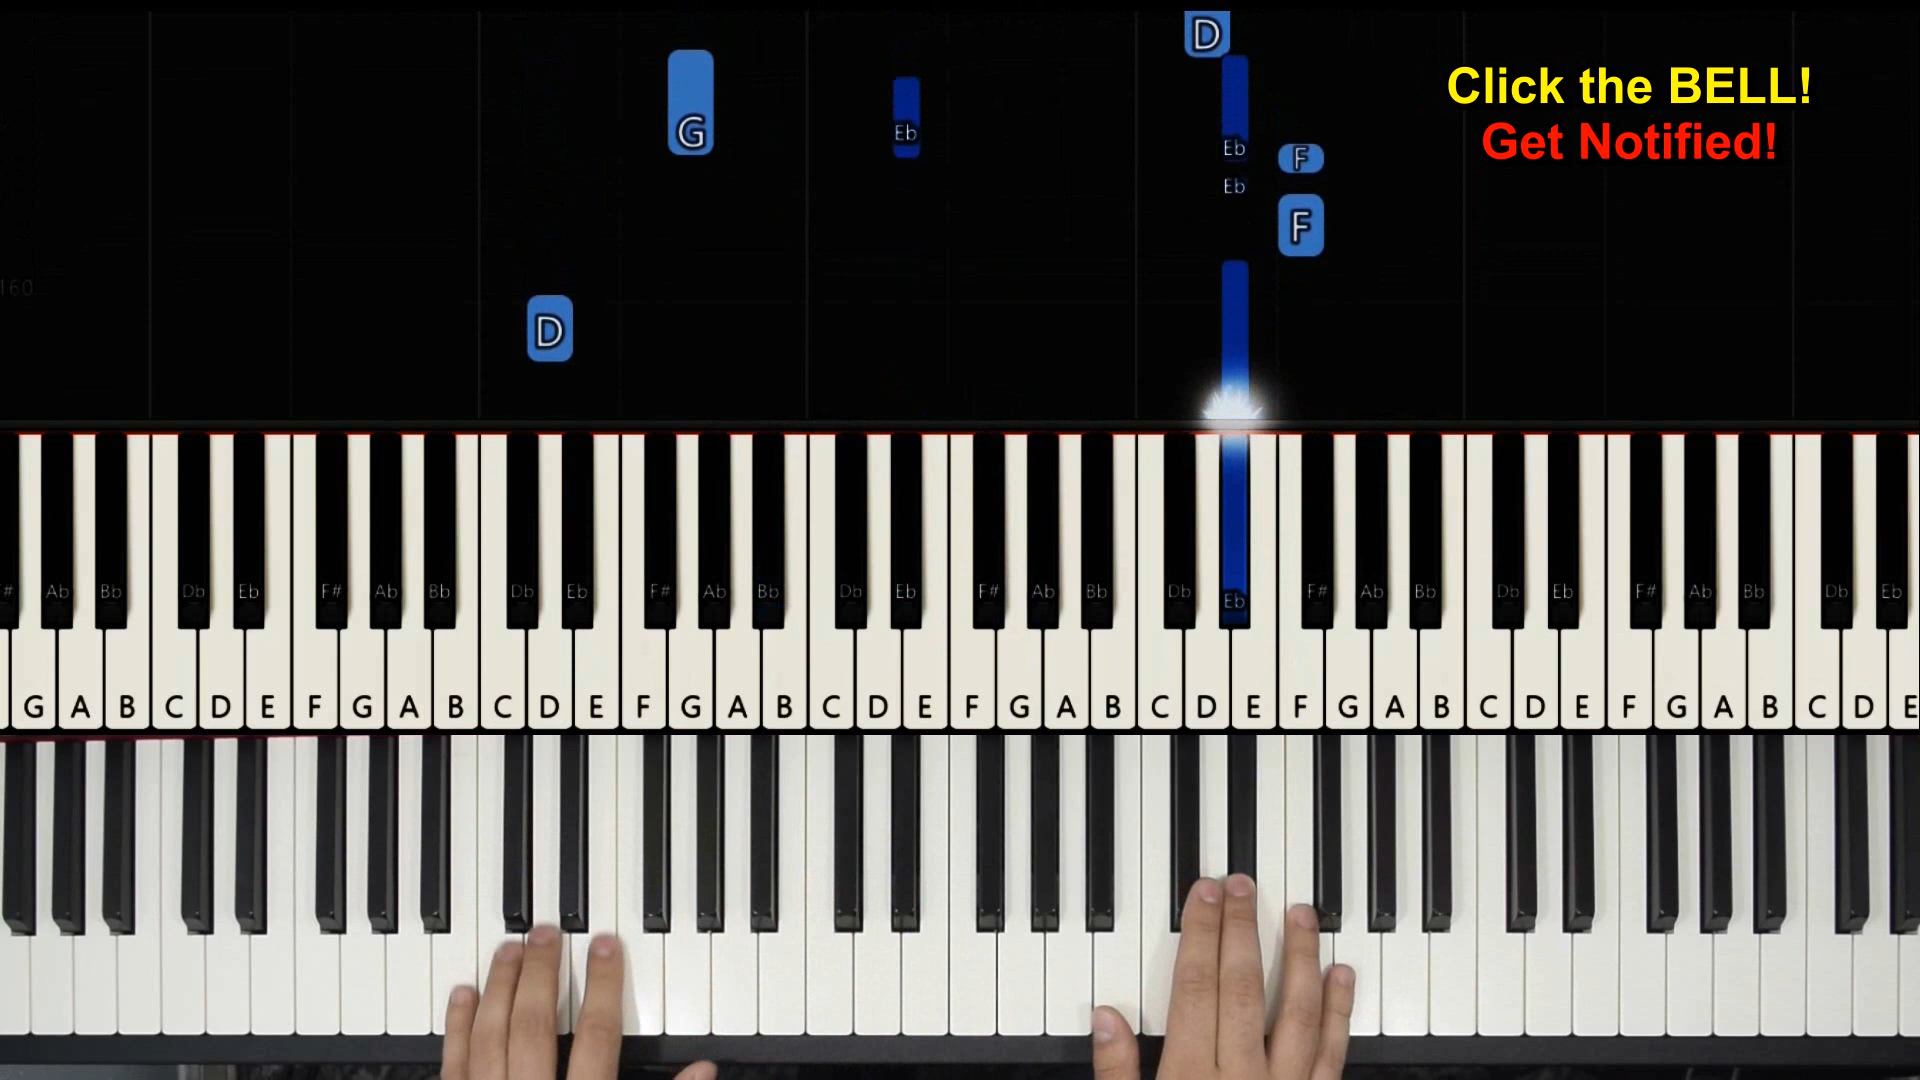 D
Click the BELL!
G
Eb
Get Notified!
Eb
F
Eb
F
160
D
F# Ab Bb Db Eb F# Ab Bb Db Eb F# Ab Bb Db Eb F# Ab Bb Db Eb F# Ab Bb Db Eb F# Ab Bb Db Eb
G A B C D E F G A B C D E F G A B C D E F G A B C D E F G A B C D E F G A B C D E